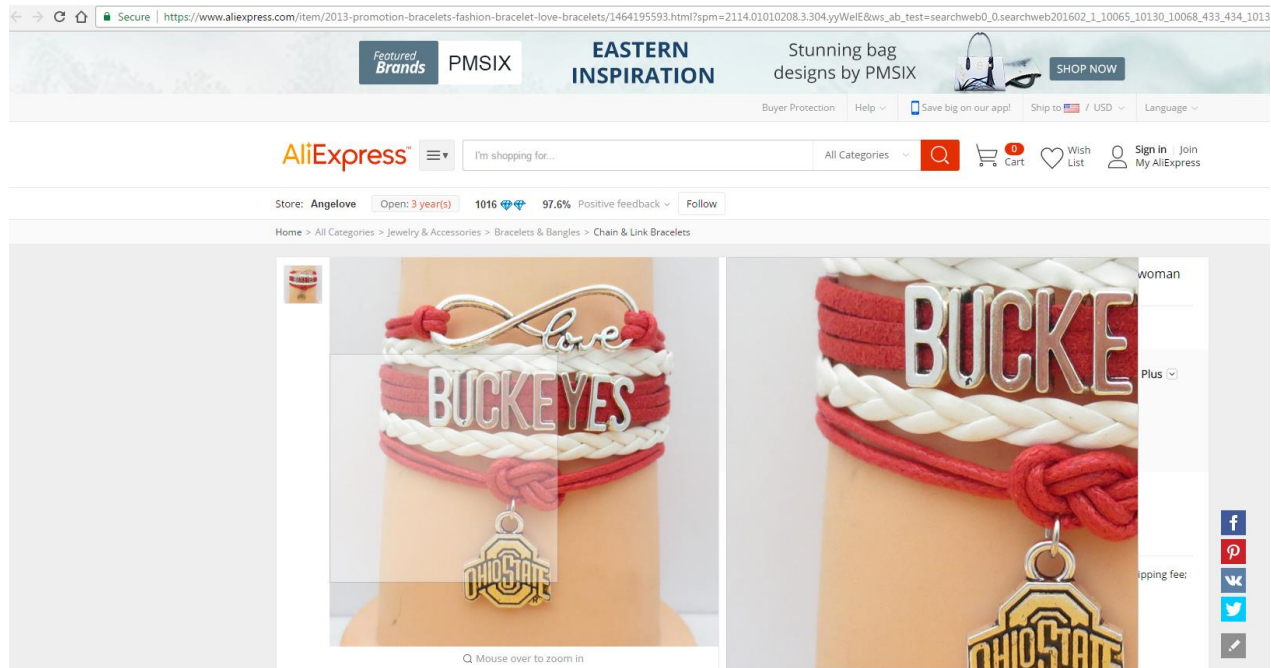 Secure | https://www.aliexpress.com/item/2013-promotion-bracelets-fashion-bracelet-love-bracelets/1464195593.html?spm=2114.01010208.3.304.yyWelE&ws_ab_test=searchweb0_0.searchweb201602_1_10065_10130_10068_433_434_1013
Featured Brands PMSIX EASTERN INSPIRATION Stunning bag designs by PMSIX SHOP NOW
Buyer Protection Help Save big on our app! Ship to / USD Language
AliExpress™ I'm shopping for... All Categories 0 Cart Wish List Sign in Join My AliExpress
Store: Angelove Open: 3 year(s) 1016 97.6% Positive feedback Follow
Home > All Categories > Jewelry & Accessories > Bracelets & Bangles > Chain & Link Bracelets
woman
love
BUCKEYES
BUCKE
Plus
OHIO STATE
OHIO STATE
ipping fee;
Mouse over to zoom in